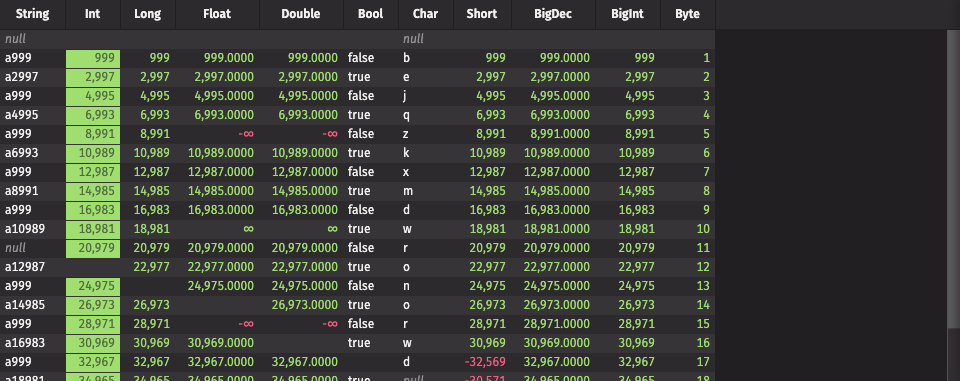 String Int Long Float Double Bool Char Short BigDec BigInt Byte
null null
a999 999 999 999.0000 999.0000 false b 999 999.0000 999 1
a2997 2,997 2,997 2,997.0000 2,997.0000 true e 2,997 2,997.0000 2,997 2
a999 4,995 4,995 4,995.0000 4,995.0000 false j 4,995 4,995.0000 4,995 3
a4995 6,993 6,993 6,993.0000 6,993.0000 true q 6,993 6,993.0000 6,993 4
a999 8,991 8,991 -∞ -∞ false z 8,991 8,991.0000 8,991 5
a6993 10,989 10,989 10,989.0000 10,989.0000 true k 10,989 10,989.0000 10,989 6
a999 12,987 12,987 12,987.0000 12,987.0000 false x 12,987 12,987.0000 12,987 7
a8991 14,985 14,985 14,985.0000 14,985.0000 true m 14,985 14,985.0000 14,985 8
a999 16,983 16,983 16,983.0000 16,983.0000 false d 16,983 16,983.0000 16,983 9
a10989 18,981 18,981 ∞ ∞ true w 18,981 18,981.0000 18,981 10
null 20,979 20,979 20,979.0000 20,979.0000 false r 20,979 20,979.0000 20,979 11
a12987 22,977 22,977.0000 22,977.0000 true o 22,977 22,977.0000 22,977 12
a999 24,975 24,975.0000 24,975.0000 false n 24,975 24,975.0000 24,975 13
a14985 26,973 26,973 26,973.0000 true o 26,973 26,973.0000 26,973 14
a999 28,971 28,971 -∞ -∞ false r 28,971 28,971.0000 28,971 15
a16983 30,969 30,969 30,969.0000 true w 30,969 30,969.0000 30,969 16
a999 32,967 32,967 32,967.0000 32,967.0000 d -32,569 32,967.0000 32,967 17
a18981 34,965 34,965 34,965.0000 34,965.0000 true null -30,571 34,965.0000 34,965 18